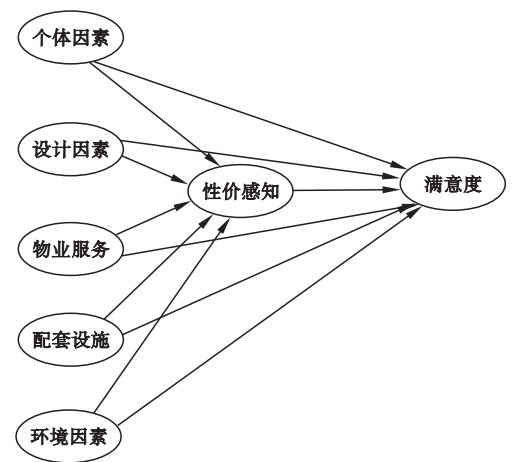 个体因素
设计因素
性价感知
满意度
物业服务
配套设施
环境因素